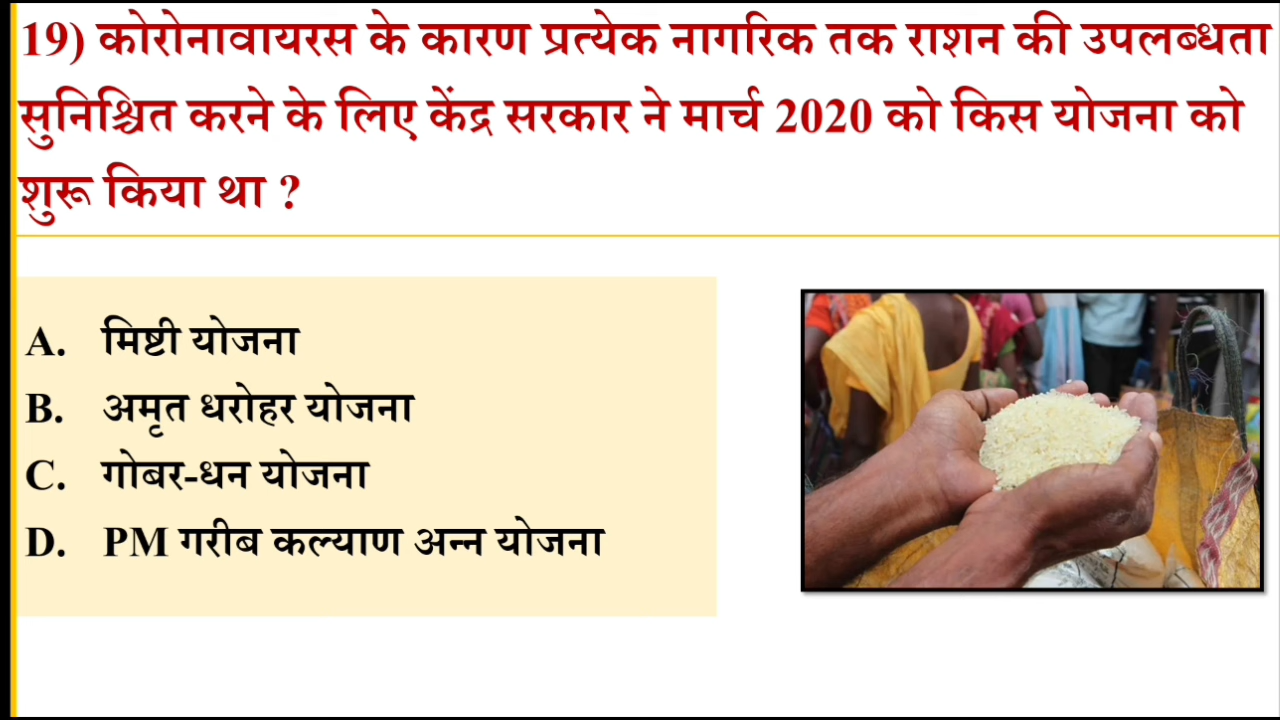 19) कोरोनावायरस के कारण प्रत्येक नागरिक तक राशन की उपलब्धता
सुनिश्चित करने के लिए केंद्र सरकार ने मार्च 2020 को किस योजना को
शुरू किया था ?
A. मिष्टी योजना
B. अमृत धरोहर योजना
C. गोबर-धन योजना
D. PM गरीब कल्याण अन्न योजना